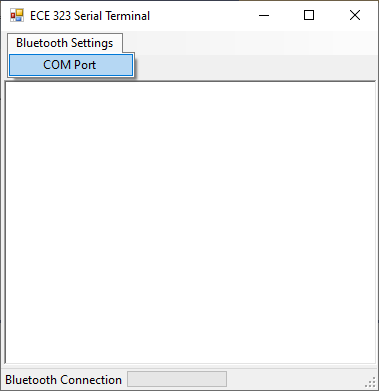 ECE 323 Serial Terminal
Bluetooth Settings
COM Port
Bluetooth Connection